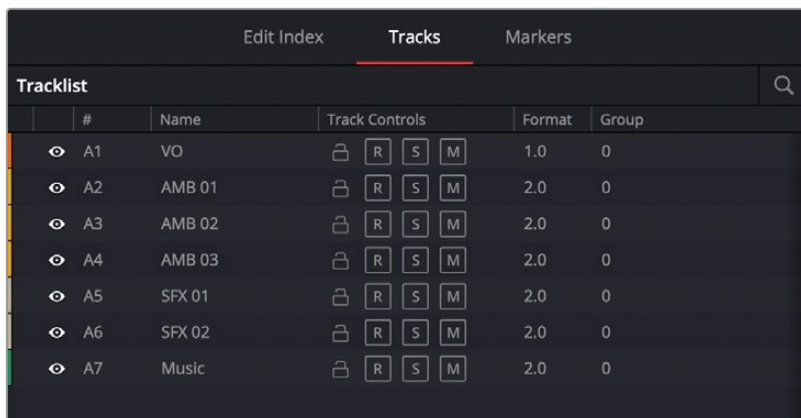 Edit Index Tracks Markers
Tracklist
# Name Track Controls Format Group
A1 VO R S M 1.0 0
A2 AMB 01 R S M 2.0 0
A3 AMB 02 R S M 2.0 0
A4 AMB 03 R S M 2.0 0
A5 SFX 01 R S M 2.0 0
A6 SFX 02 R S M 2.0 0
A7 Music R S M 2.0 0